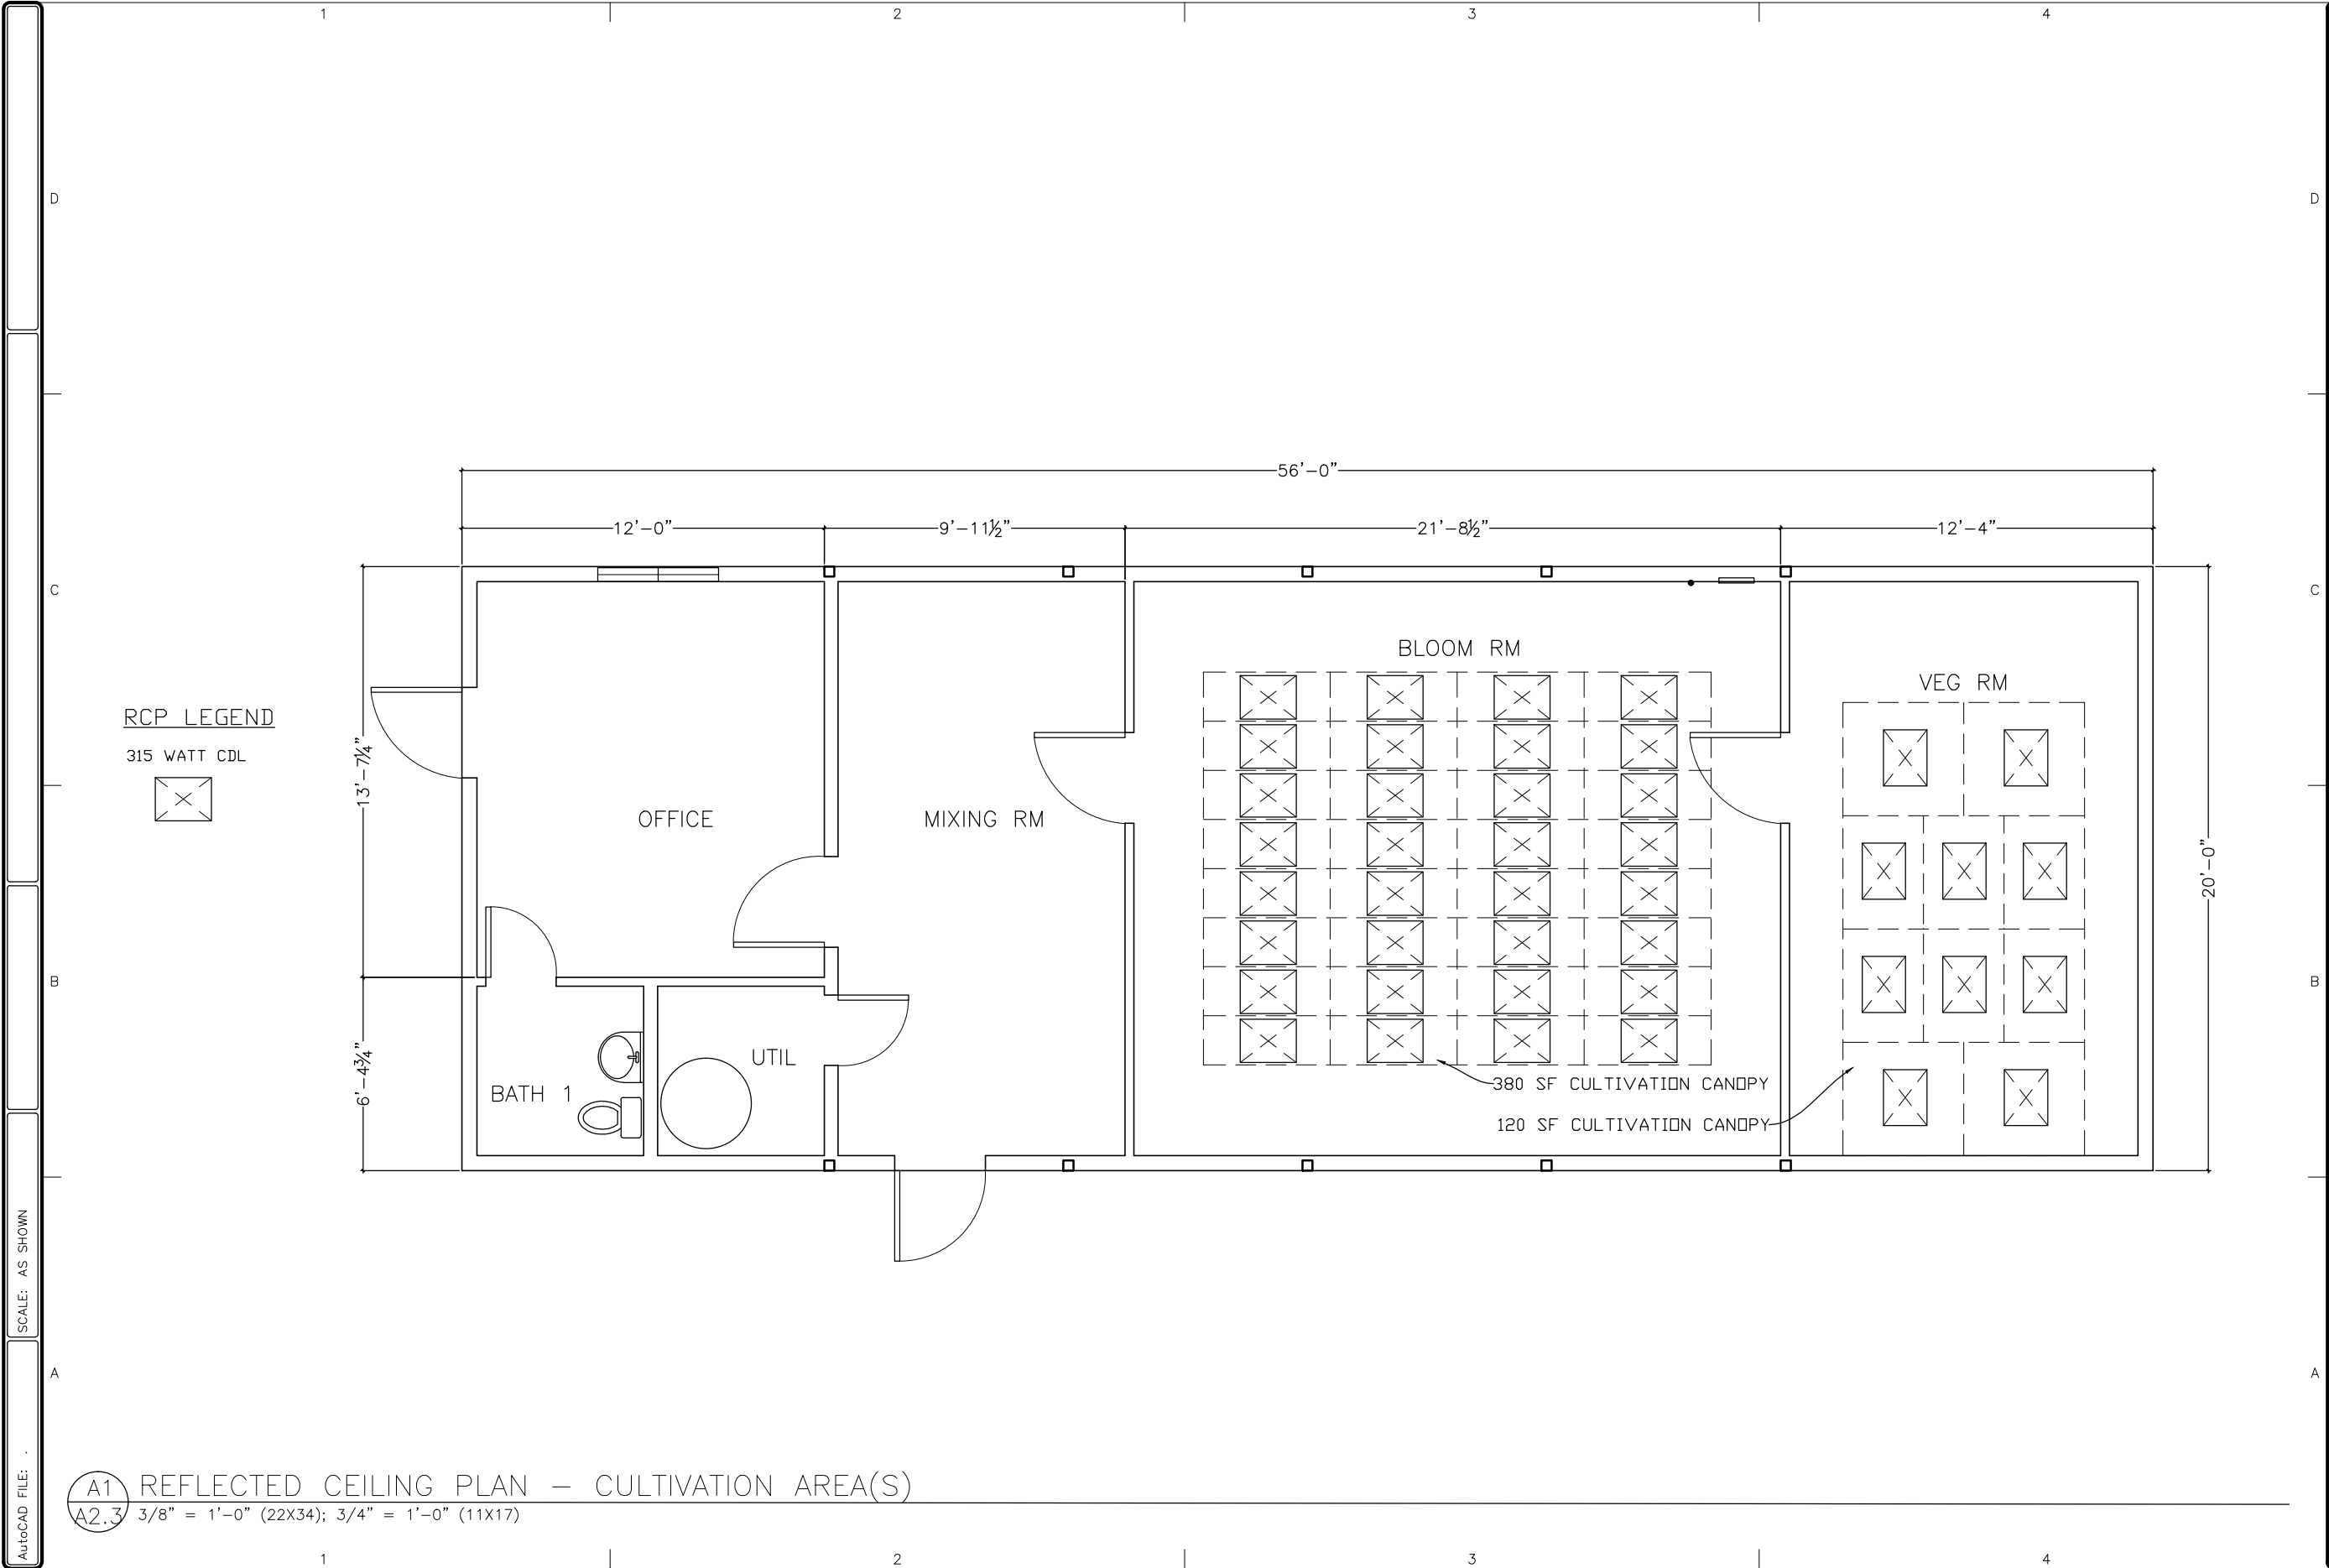 1 2 3 4
D D
56'-0"
12'-0" 9'-11½" 21'-8½" 12'-4"
C C
BLOOM RM
VEG RM
RCP LEGEND
315 WATT CDL
13'-7¼"
OFFICE
MIXING RM
20'-0"
B B
6'-4¾"
UTIL
BATH 1
380 SF CULTIVATION CANOPY
120 SF CULTIVATION CANOPY
SCALE: AS SHOWN
A A
AutoCAD FILE: .
A1 REFLECTED CEILING PLAN - CULTIVATION AREA(S)
A2.3 3/8" = 1'-0" (22X34); 3/4" = 1'-0" (11X17)
1 2 3 4